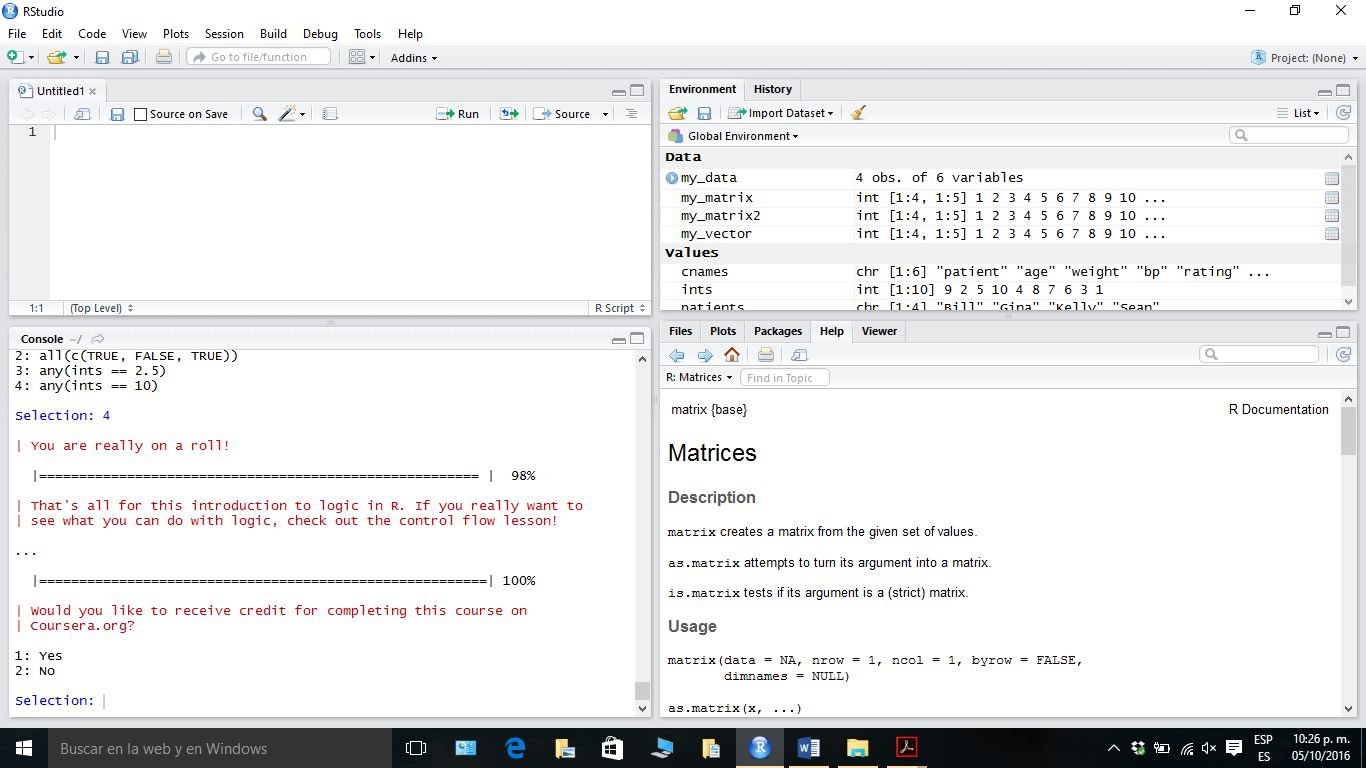 RStudio
File Edit Code View Plots Session Build Debug Tools Help
Go to file/function Addins Project: (None)
Untitled1
Source on Save Run Source
1
1:1 (Top Level) R Script
Console ~/
2: all(c(TRUE, FALSE, TRUE))
3: any(ints == 2.5)
4: any(ints == 10)
Selection: 4
| You are really on a roll!
|======================================================= | 98%
| That's all for this introduction to logic in R. If you really want to
| see what you can do with logic, check out the control flow lesson!
...
|========================================================| 100%
| Would you like to receive credit for completing this course on
| Coursera.org?
1: Yes
2: No
Selection:
Environment History
Import Dataset List
Global Environment
Data
my_data 4 obs. of 6 variables
my_matrix int [1:4, 1:5] 1 2 3 4 5 6 7 8 9 10 ...
my_matrix2 int [1:4, 1:5] 1 2 3 4 5 6 7 8 9 10 ...
my_vector int [1:4, 1:5] 1 2 3 4 5 6 7 8 9 10 ...
Values
cnames chr [1:6] "patient" "age" "weight" "bp" "rating" ...
ints int [1:10] 9 2 5 10 4 8 7 6 3 1
patients chr [1:4] "Bill" "Gina" "Kelly" "Sean"
Files Plots Packages Help Viewer
R: Matrices Find in Topic
matrix {base} R Documentation
Matrices
Description
matrix creates a matrix from the given set of values.
as.matrix attempts to turn its argument into a matrix.
is.matrix tests if its argument is a (strict) matrix.
Usage
matrix(data = NA, nrow = 1, ncol = 1, byrow = FALSE,
dimnames = NULL)
as.matrix(x, ...)
Buscar en la web y en Windows
ESP
ES
10:26 p. m.
05/10/2016